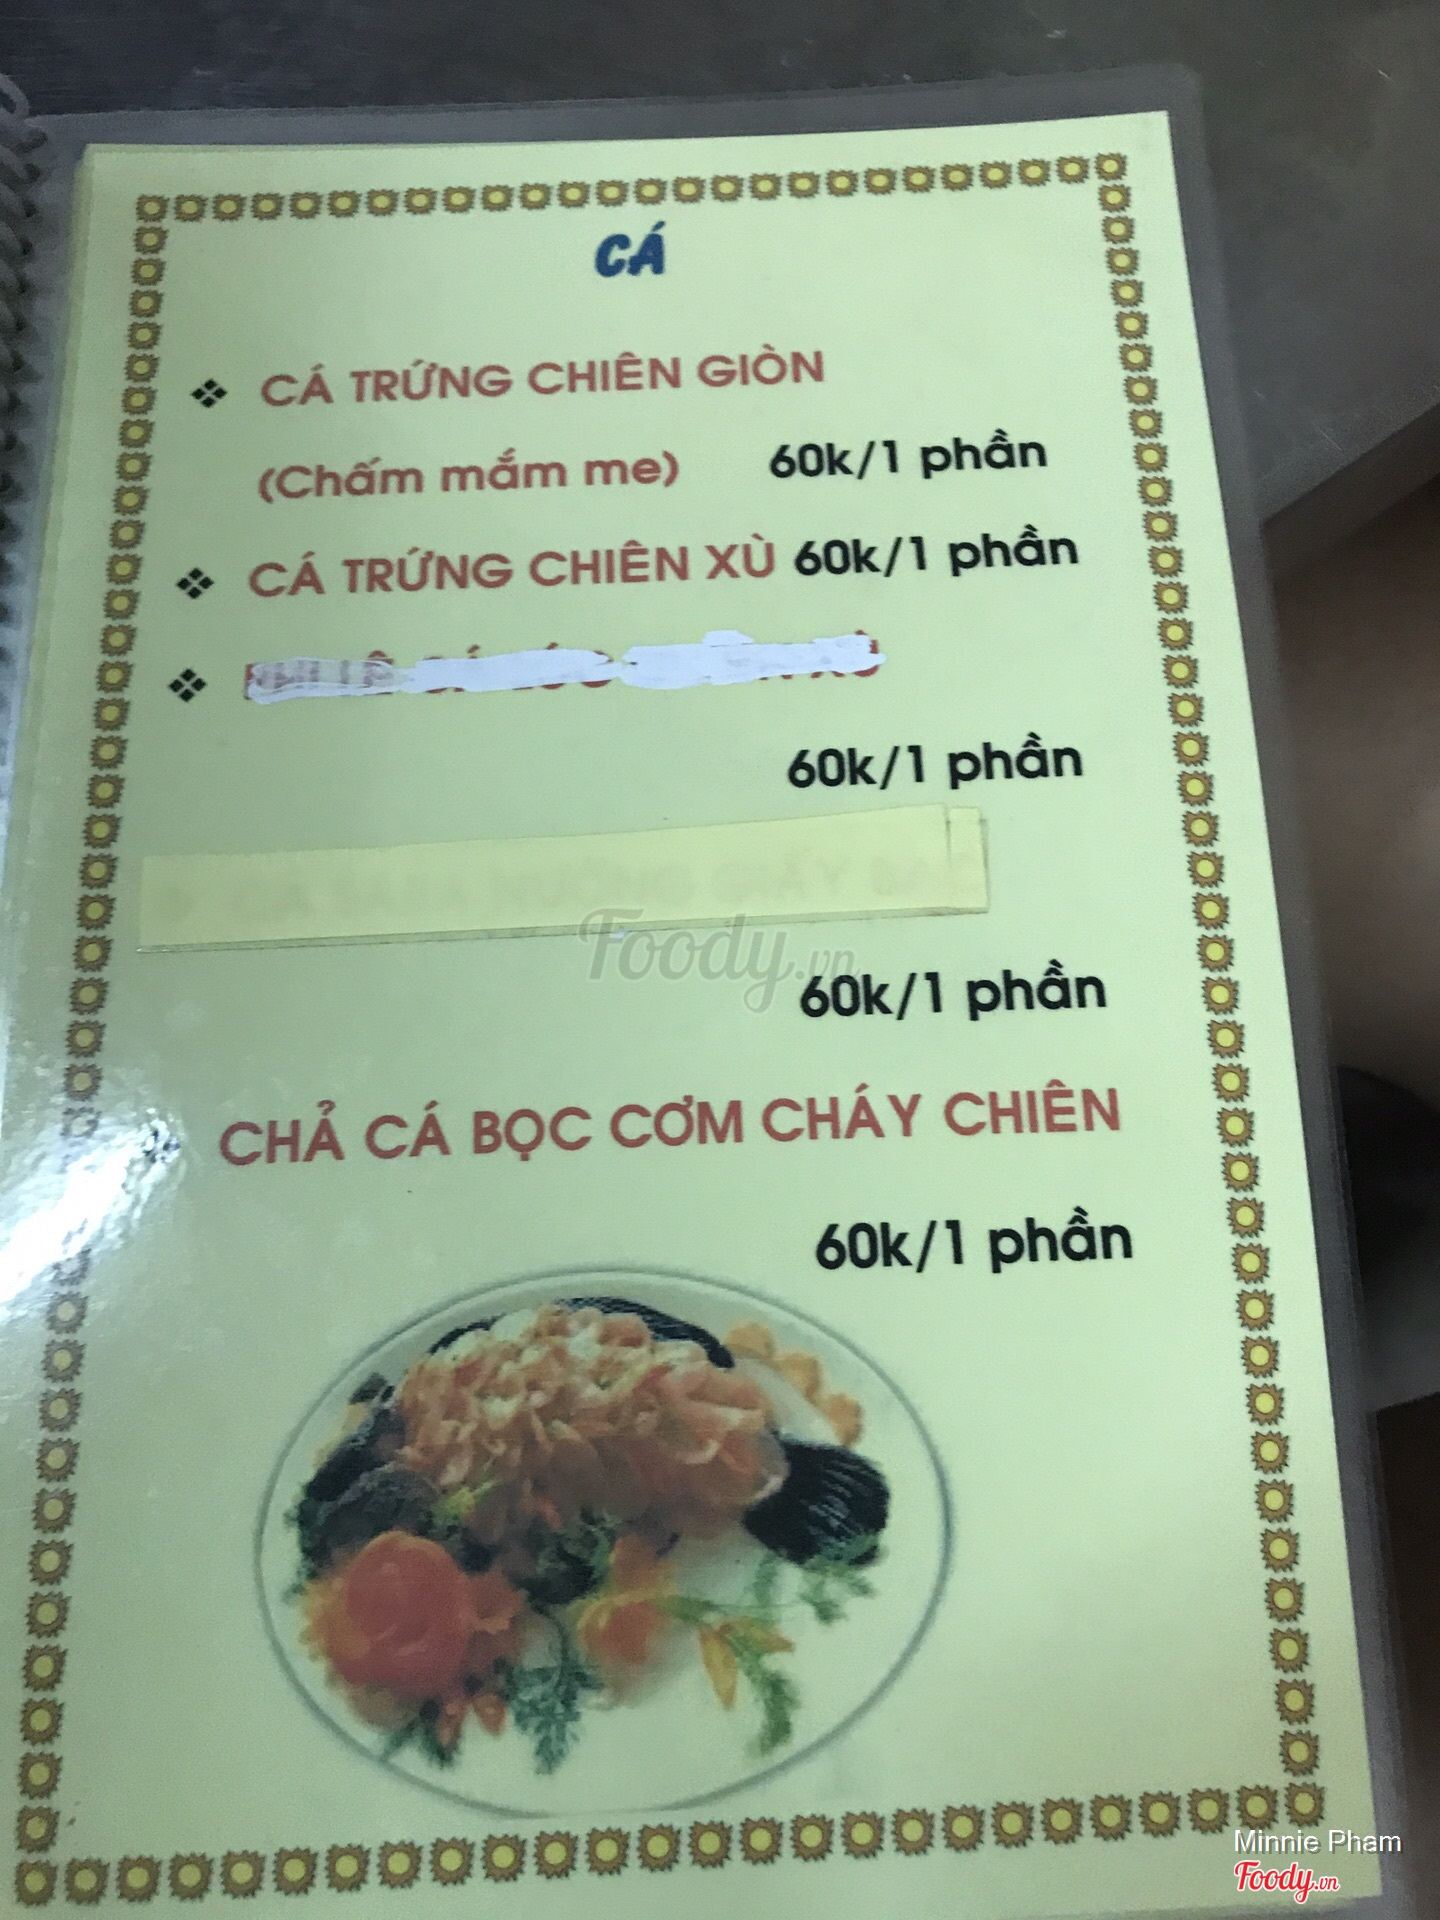 CÁ
CÁ TRỨNG CHIÊN GIÒN
(Chấm mắm me) 60k/1 phần
CÁ TRỨNG CHIÊN XÙ 60k/1 phần
60k/1 phần
60k/1 phần
Foody.vn
CHẢ CÁ BỌC CƠM CHÁY CHIÊN
60k/1 phần
Minnie Pham
Foody.vn